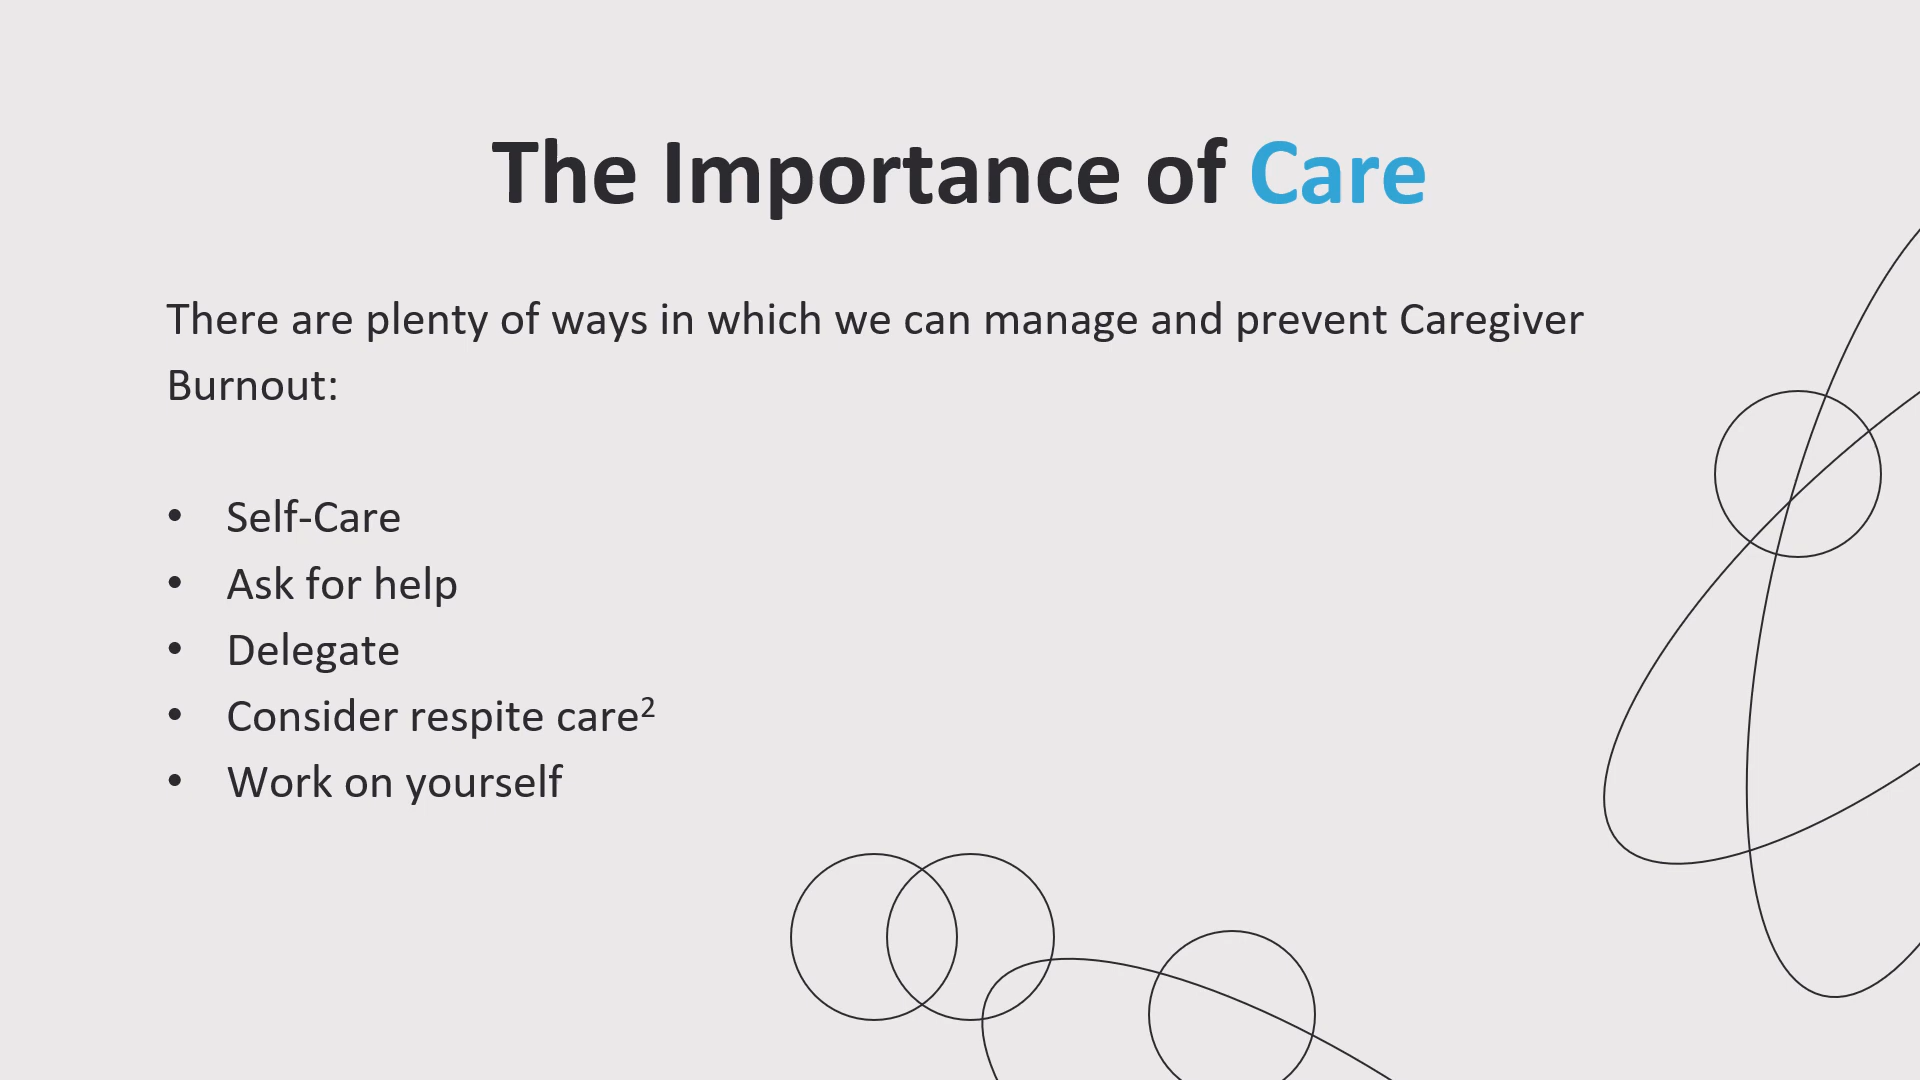 The Importance of Care
There are plenty of ways in which we can manage and prevent Caregiver
Burnout:
• Self-Care
• Ask for help
• Delegate
• Consider respite care²
• Work on yourself